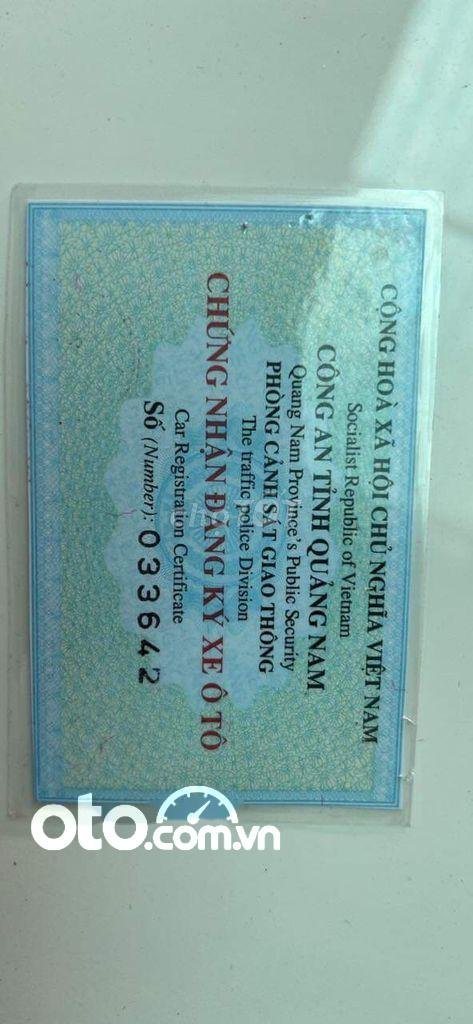 CỘNG HOÀ XÃ HỘI CHỦ NGHĨA VIỆT NAM
Socialist Republic of Vietnam
CÔNG AN TỈNH QUẢNG NAM
Quang Nam Province's Public Security
PHÒNG CẢNH SÁT GIAO THÔNG
The traffic police Division
CHỨNG NHẬN ĐĂNG KÝ XE Ô TÔ
Car Registration Certificate
Số (Number): 033642
oto.com.vn